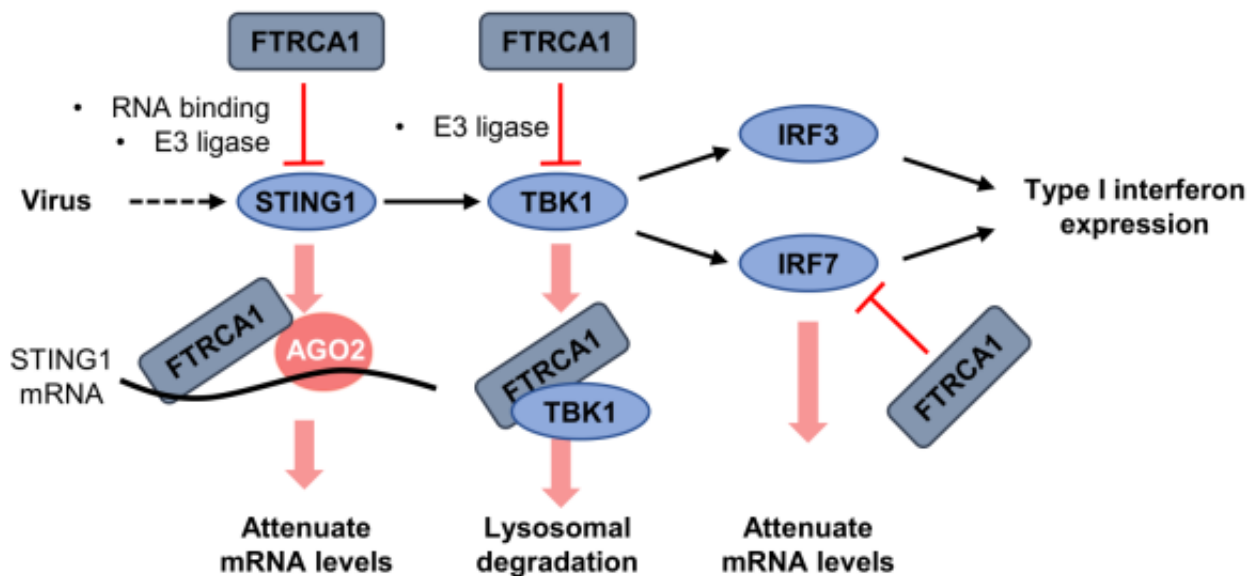 FTRCA1
FTRCA1
• RNA binding
• E3 ligase
• E3 ligase
IRF3
Virus
STING1
TBK1
Type I interferon
expression
IRF7
FTRCA1
AGO2
STING1
mRNA
FTRCA1
TBK1
FTRCA1
Attenuate
mRNA levels
Lysosomal
degradation
Attenuate
mRNA levels